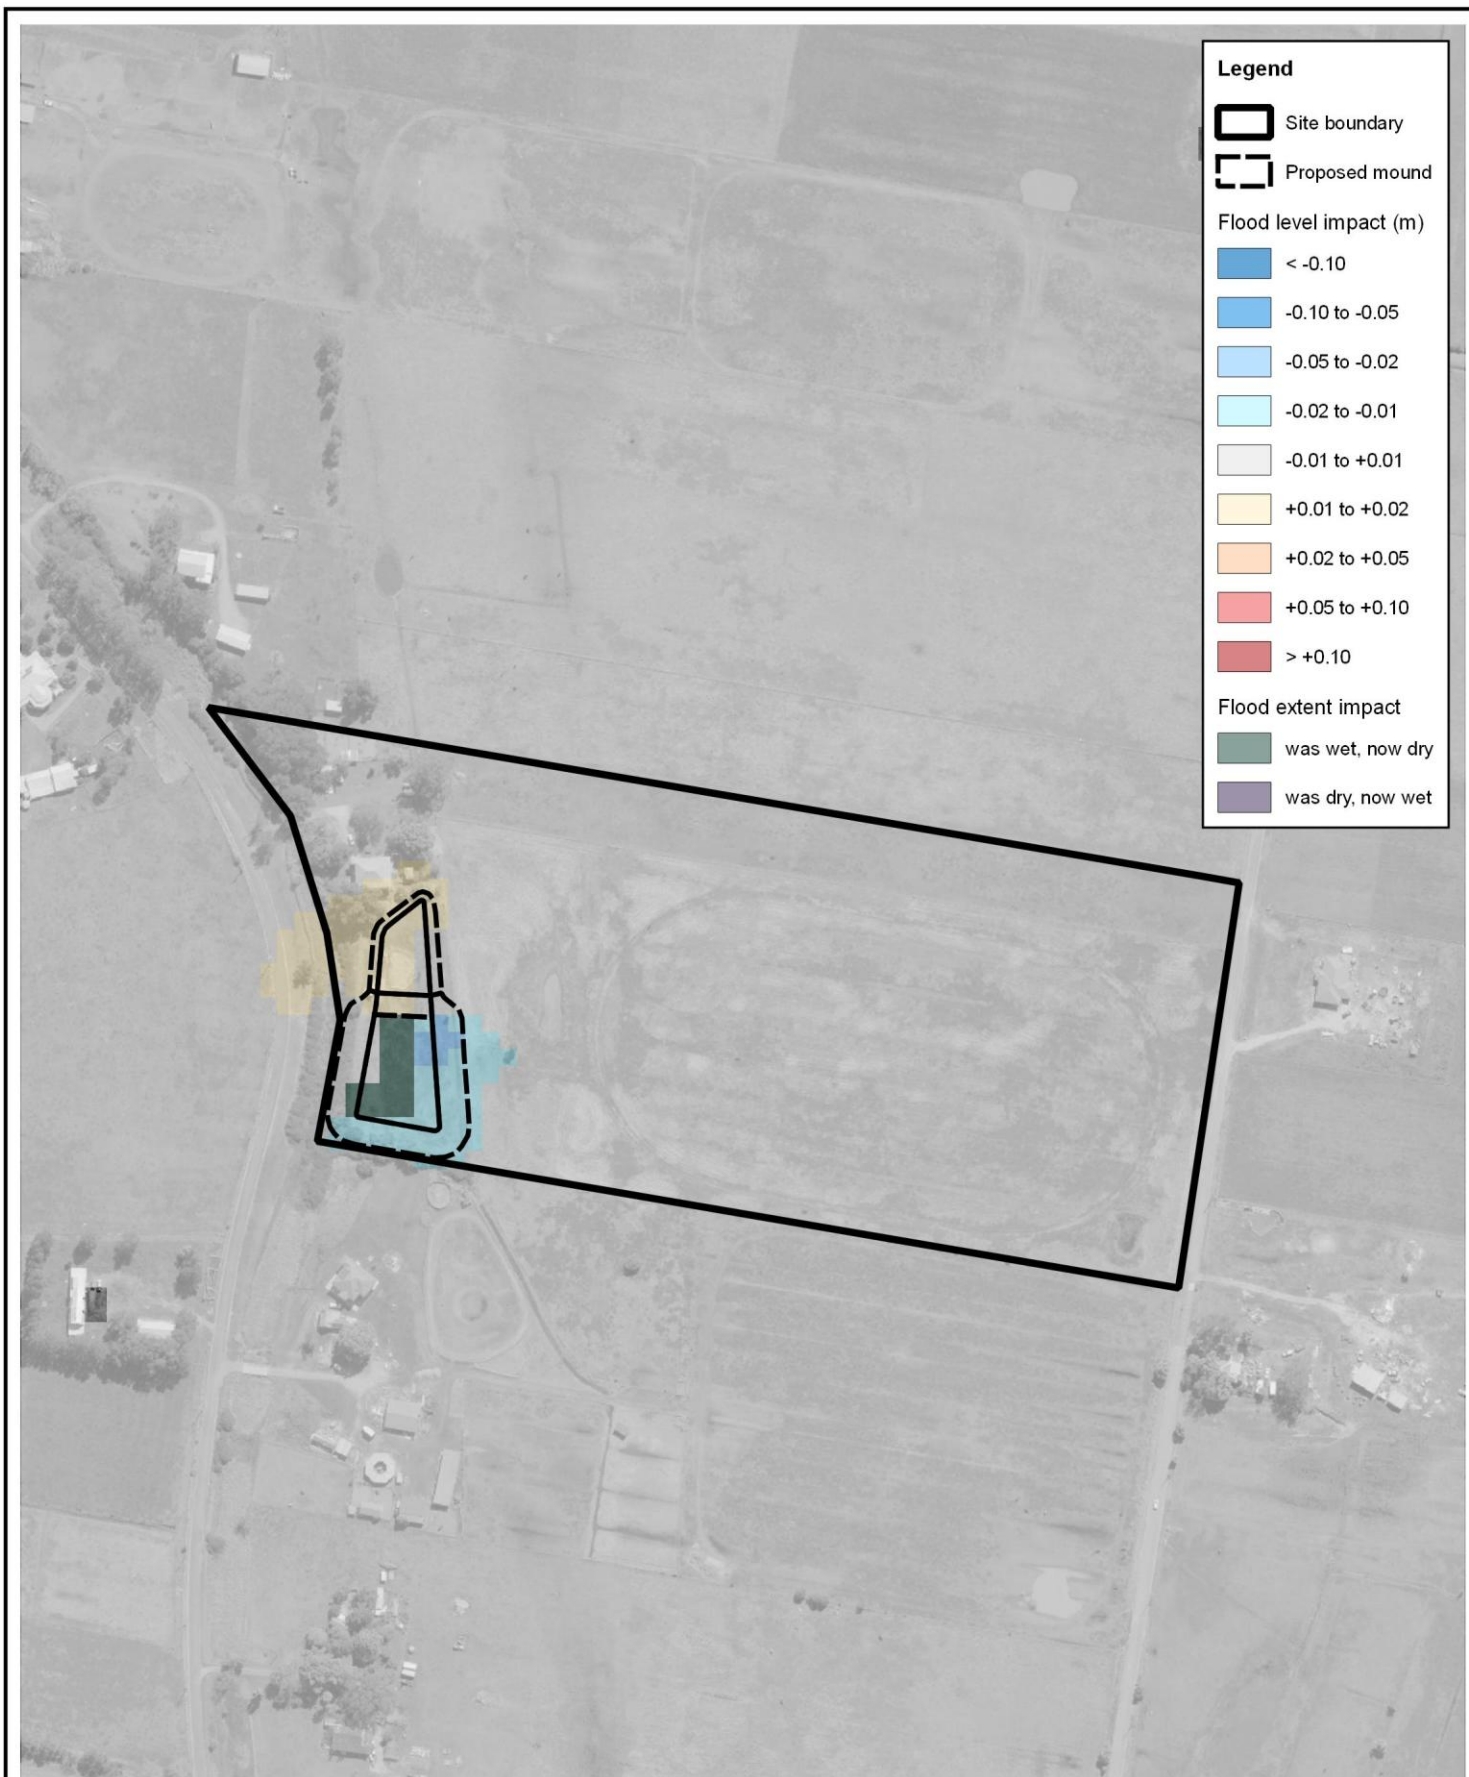 Legend
Site boundary
Proposed mound
Flood level impact (m)
< -0.10
-0.10 to -0.05
-0.05 to -0.02
-0.02 to -0.01
-0.01 to +0.01
+0.01 to +0.02
+0.02 to +0.05
+0.05 to +0.10
> +0.10
Flood extent impact
was wet, now dry
was dry, now wet